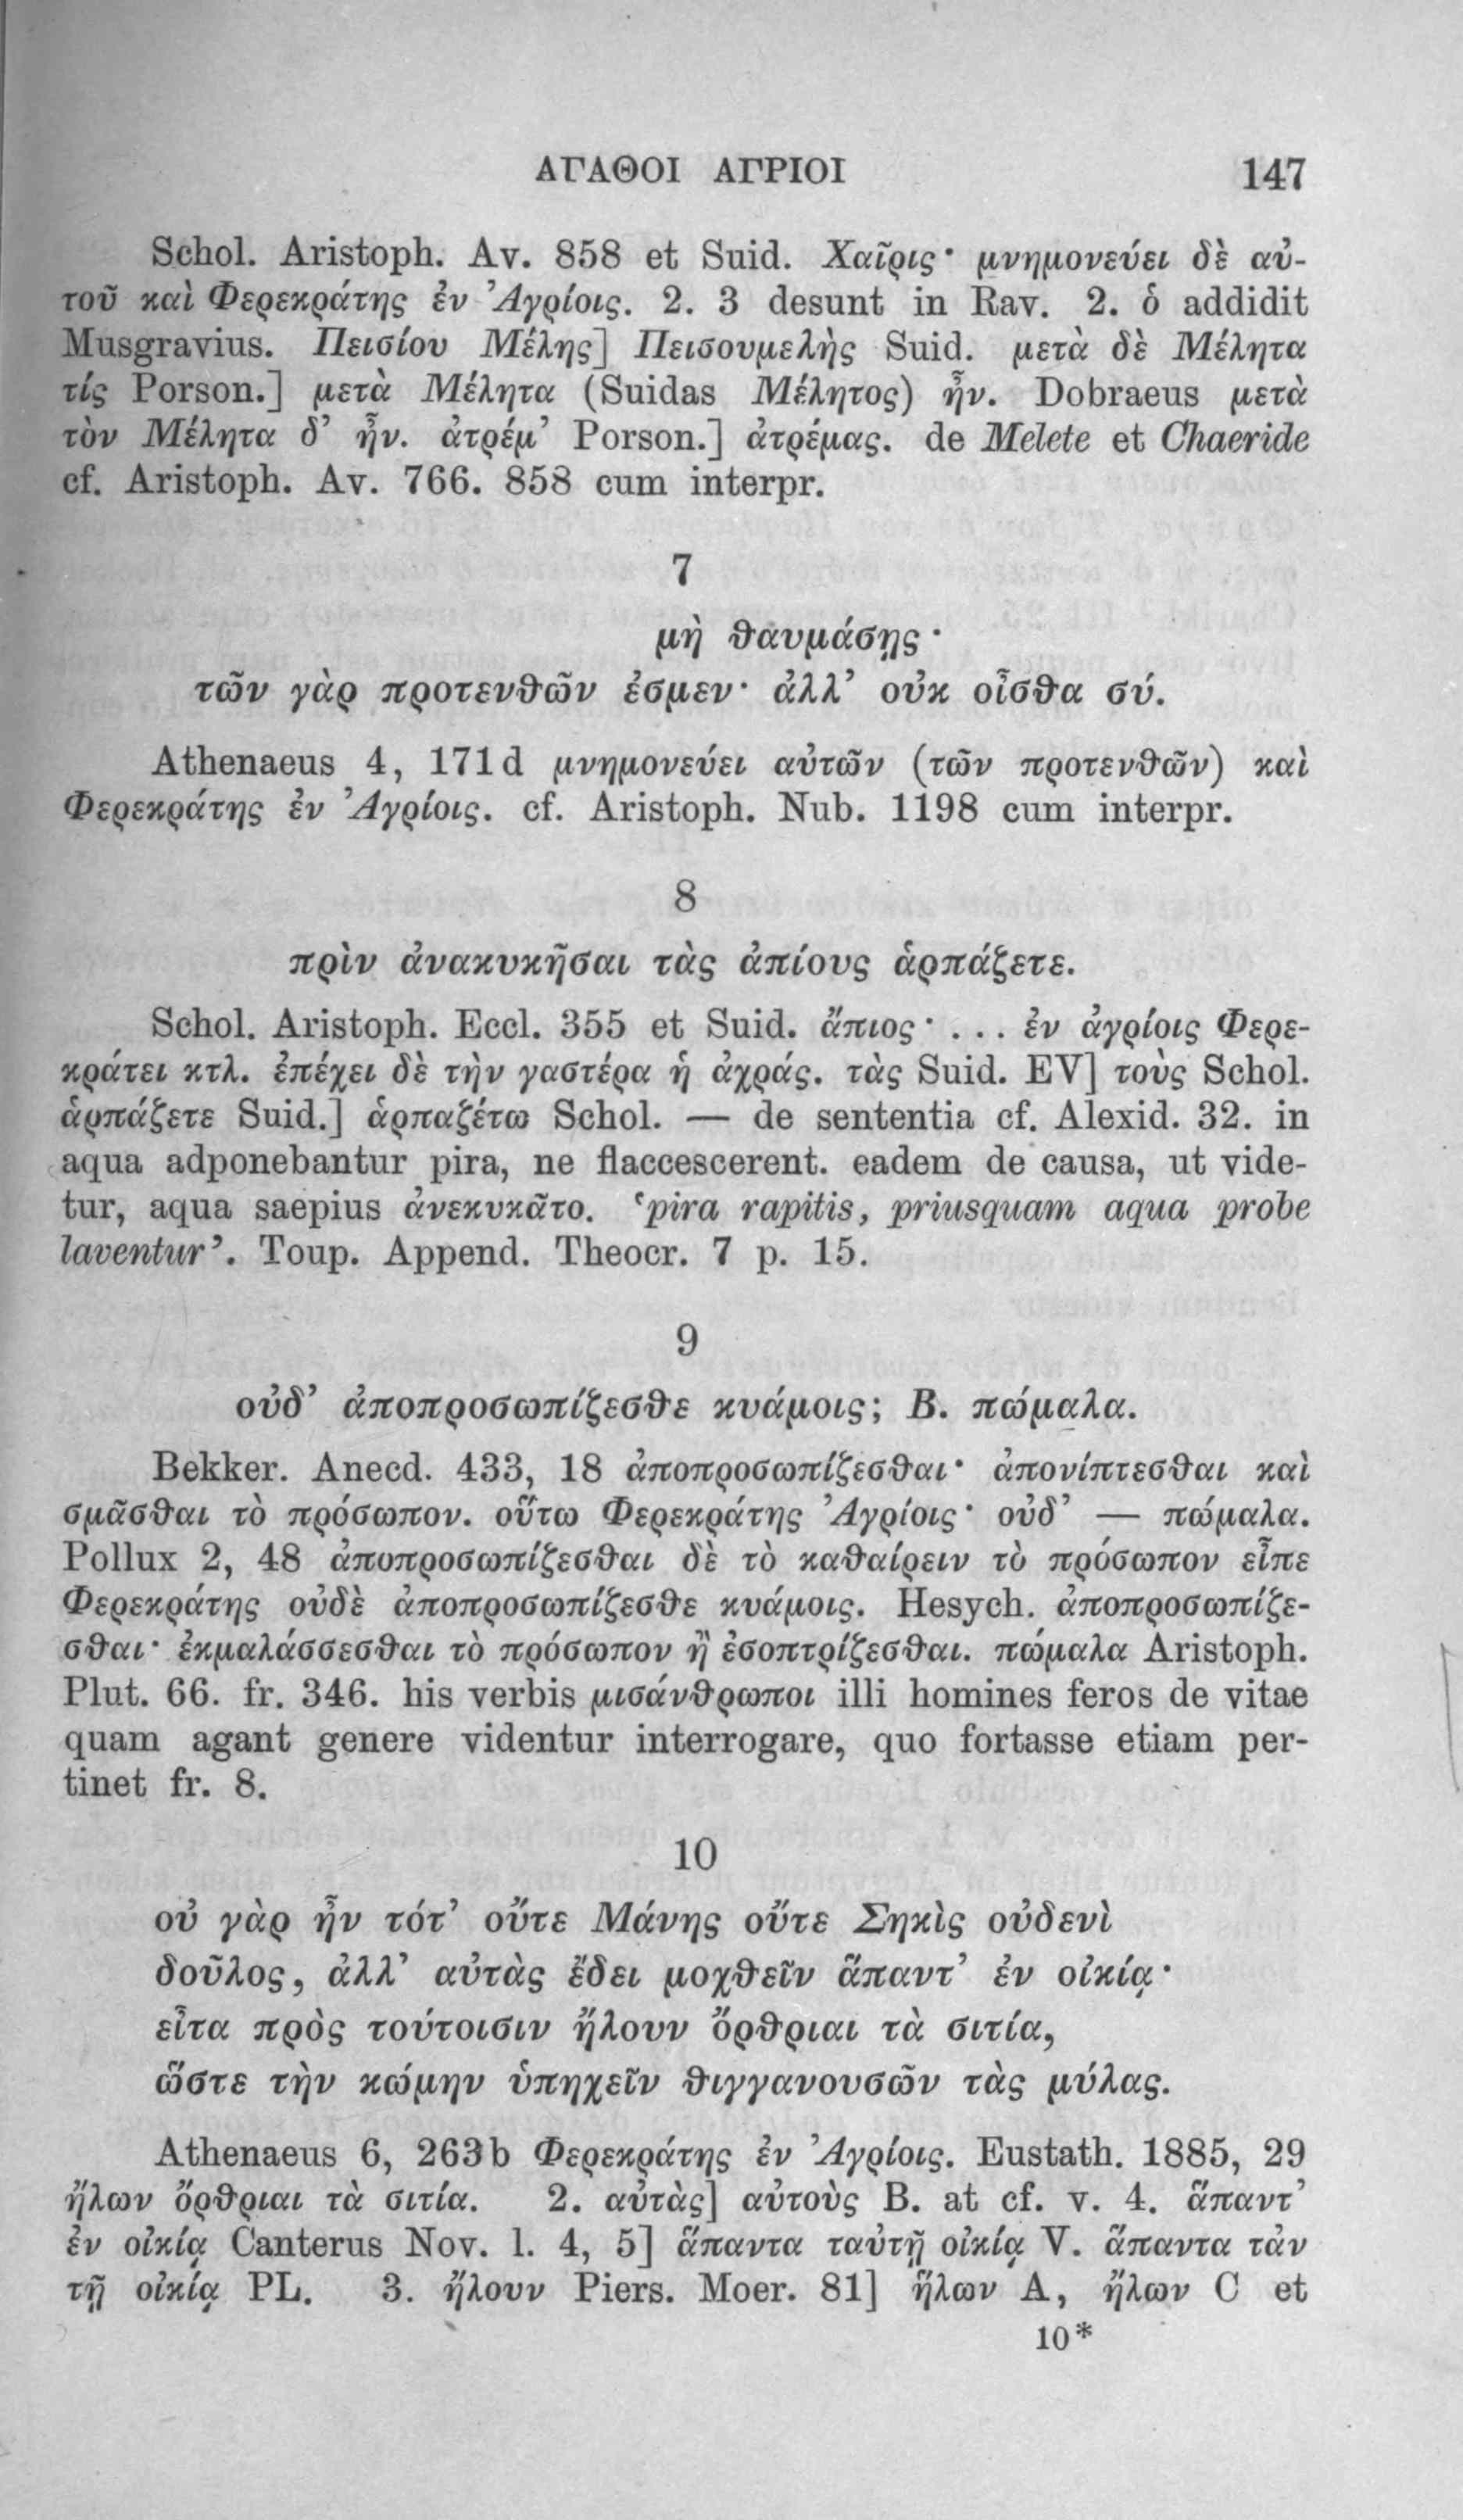 ΑΓΑΘΟΙ ΑΓΡΙΟΙ 147
Schol. Aristoph. Av. 858 et Suid. Χαῖρις· μνημονεύει δὲ αὐ-
τοῦ καὶ Φερεκράτης ἐν Ἀγρίοις. 2. 3 desunt in Rav. 2. ὁ addidit
Musgravius. Πεισίου Μέλης] Πεισουμελὴς Suid. μετὰ δὲ Μέλητα
τίς Porson.] μετὰ Μέλητα (Suidas Μέλητος) ἦν. Dobraeus μετὰ
τὸν Μέλητα δ’ ἦν. ἀτρέμ’ Porson.] ἀτρέμας. de Melete et Chaeride
cf. Aristoph. Av. 766. 858 cum interpr.
7
μὴ θαυμάσῃς·
τῶν γὰρ προτενθῶν ἐσμεν· ἀλλ’ οὐκ οἶσθα σύ.
Athenaeus 4, 171d μνημονεύει αὐτῶν (τῶν προτενθῶν) καὶ
Φερεκράτης ἐν Ἀγρίοις. cf. Aristoph. Nub. 1198 cum interpr.
8
πρὶν ἀνακυκῆσαι τὰς ἀπίους ἁρπάζετε.
Schol. Aristoph. Eccl. 355 et Suid. ἄπιος· ... ἐν ἀγρίοις Φερε-
κράτει κτλ. ἐπέχει δὲ τὴν γαστέρα ἡ ἀχράς. τὰς Suid. EV] τοὺς Schol.
ἁρπάζετε Suid.] ἁρπαζέτω Schol. — de sententia cf. Alexid. 32. in
aqua adponebantur pira, ne flaccescerent. eadem de causa, ut vide-
tur, aqua saepius ἀνεκυκᾶτο. ‘pira rapitis, priusquam aqua probe
laventur’. Toup. Append. Theocr. 7 p. 15.
9
οὐδ’ ἀποπροσωπίζεσθε κυάμοις; Β. πώμαλα.
Bekker. Anecd. 433, 18 ἀποπροσωπίζεσθαι· ἀπονίπτεσθαι καὶ
σμᾶσθαι τὸ πρόσωπον. οὕτω Φερεκράτης Ἀγρίοις· οὐδ’ — πώμαλα.
Pollux 2, 48 ἀποπροσωπίζεσθαι δὲ τὸ καθαίρειν τὸ πρόσωπον εἶπε
Φερεκράτης οὐδὲ ἀποπροσωπίζεσθε κυάμοις. Hesych. ἀποπροσωπίζε-
σθαι· ἐκμαλάσσεσθαι τὸ πρόσωπον ἢ ἐσοπτρίζεσθαι. πώμαλα Aristoph.
Plut. 66. fr. 346. his verbis μισάνθρωποι illi homines feros de vitae
quam agant genere videntur interrogare, quo fortasse etiam per-
tinet fr. 8.
10
οὐ γὰρ ἦν τότ’ οὔτε Μάνης οὔτε Σηκὶς οὐδενὶ
δοῦλος, ἀλλ’ αὐτὰς ἔδει μοχθεῖν ἅπαντ’ ἐν οἰκίᾳ·
εἶτα πρὸς τούτοισιν ἤλουν ὄρθριαι τὰ σιτία,
ὥστε τὴν κώμην ὑπηχεῖν θιγγανουσῶν τὰς μύλας.
Athenaeus 6, 263b Φερεκράτης ἐν Ἀγρίοις. Eustath. 1885, 29
ἤλων ὄρθριαι τὰ σιτία. 2. αὐτὰς] αὐτοὺς B. at cf. v. 4. ἅπαντ’
ἐν οἰκίᾳ Canterus Nov. l. 4, 5] ἅπαντα ταὐτῇ οἰκίᾳ V. ἅπαντα τἀν
τῇ οἰκίᾳ PL. 3. ἤλουν Piers. Moer. 81] ἥλων A, ἤλων C et
10*